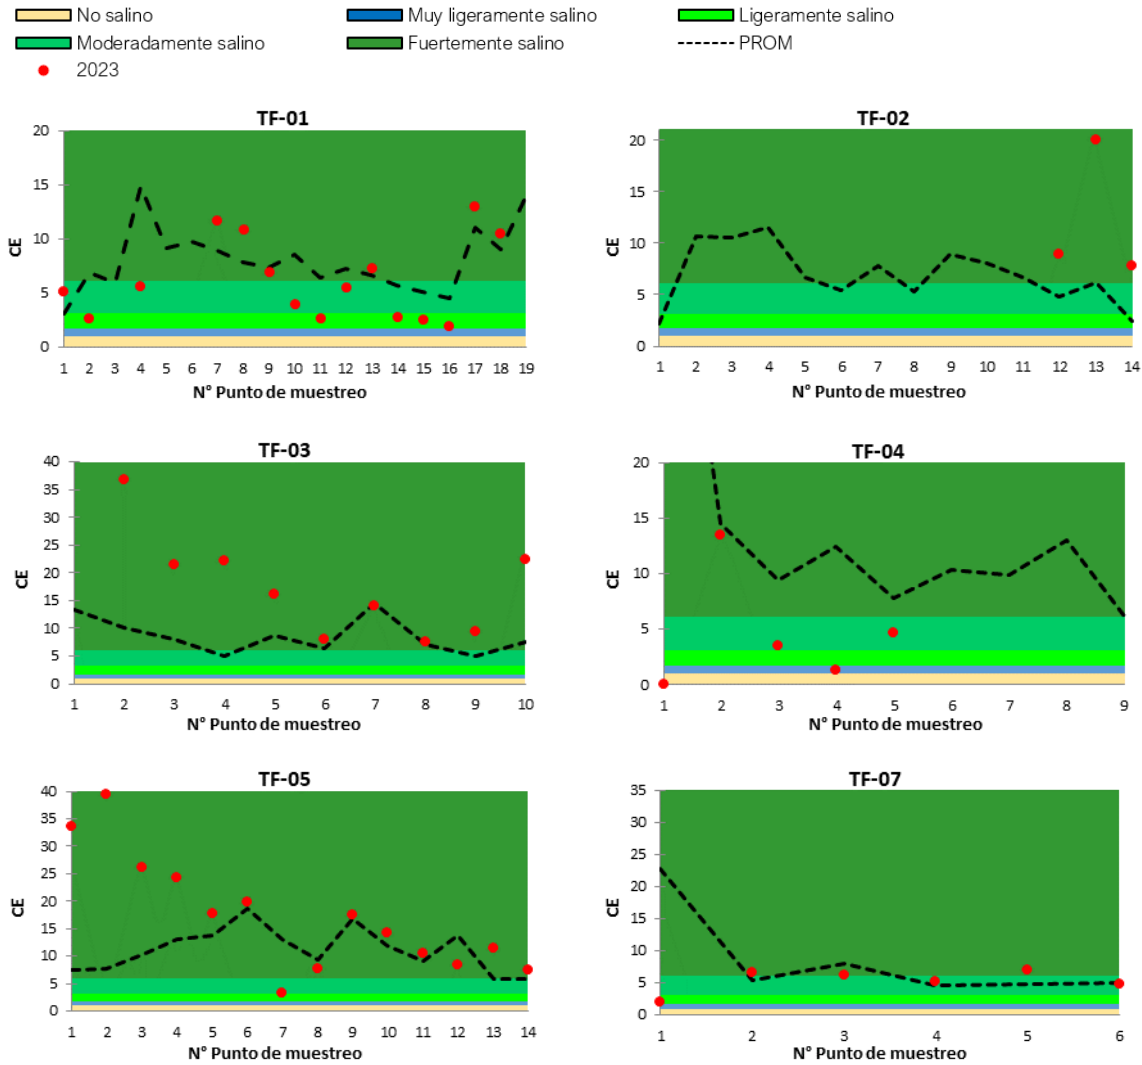 No salino Muy ligeramente salino Ligeramente salino
Moderadamente salino Fuertemente salino PROM
2023
TF-01
20
15
10
5
0
CE
1 2 3 4 5 6 7 8 9 10 11 12 13 14 15 16 17 18 19
N° Punto de muestreo
TF-02
20
15
10
5
0
CE
1 2 3 4 5 6 7 8 9 10 11 12 13 14
N° Punto de muestreo
TF-03
40
35
30
25
20
15
10
5
0
CE
1 2 3 4 5 6 7 8 9 10
N° Punto de muestreo
TF-04
20
15
10
5
0
CE
1 2 3 4 5 6 7 8 9
N° Punto de muestreo
TF-05
40
35
30
25
20
15
10
5
0
CE
1 2 3 4 5 6 7 8 9 10 11 12 13 14
N° Punto de muestreo
TF-07
35
30
25
20
15
10
5
0
CE
1 2 3 4 5 6
N° Punto de muestreo